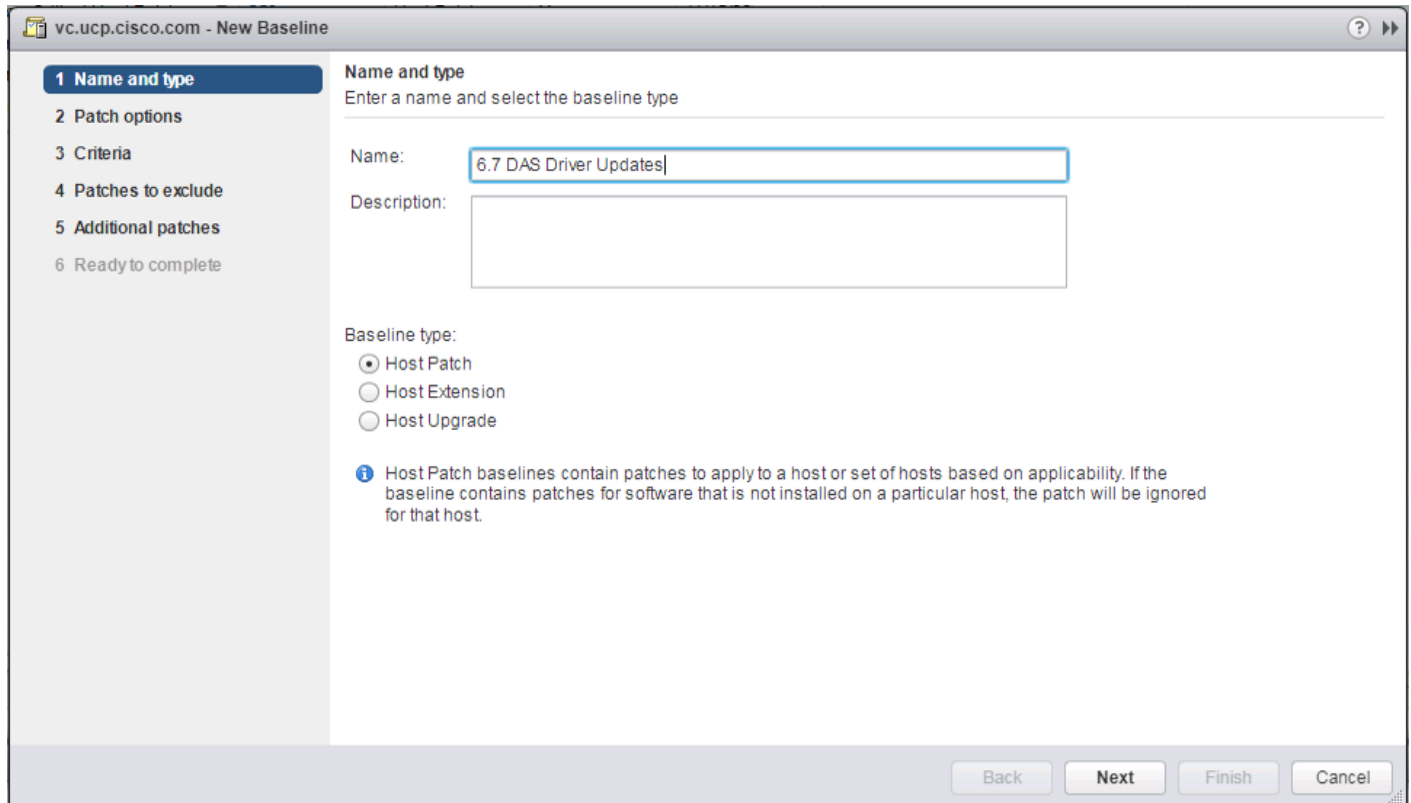 vc.ucp.cisco.com - New Baseline
?
1 Name and type
2 Patch options
3 Criteria
4 Patches to exclude
5 Additional patches
6 Ready to complete
Name and type
Enter a name and select the baseline type
Name:
6.7 DAS Driver Updates
Description:
Baseline type:
Host Patch
Host Extension
Host Upgrade
Host Patch baselines contain patches to apply to a host or set of hosts based on applicability. If the
baseline contains patches for software that is not installed on a particular host, the patch will be ignored
for that host.
Back
Next
Finish
Cancel